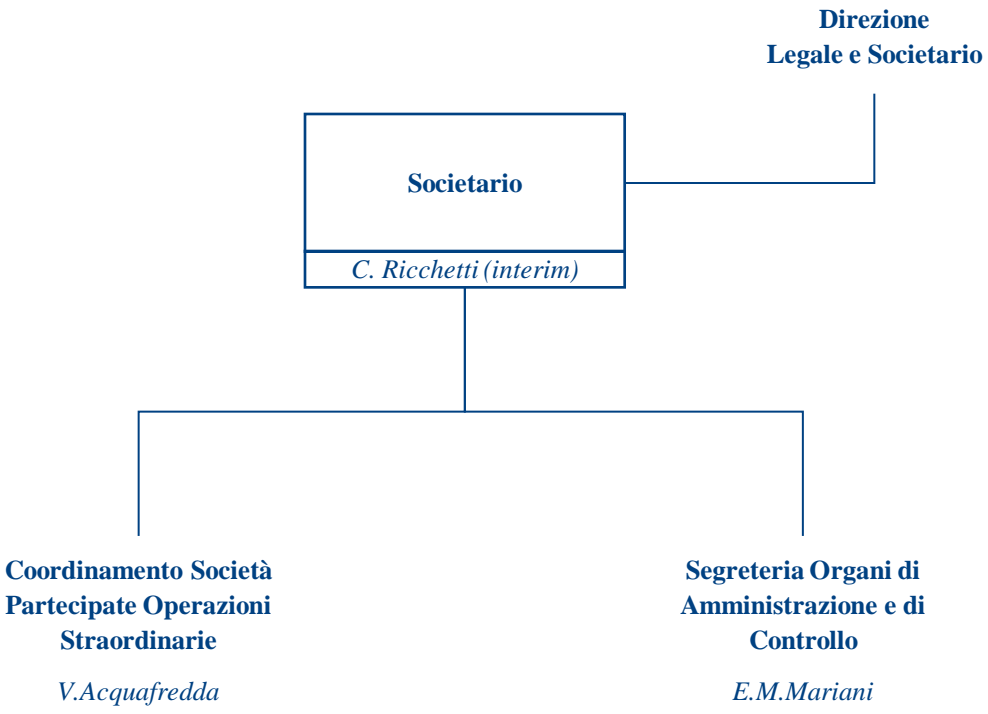 Direzione
Legale e Societario
Societario
C. Ricchetti (interim)
Coordinamento Società
Partecipate Operazioni
Straordinarie
V.Acquafredda
Segreteria Organi di
Amministrazione e di
Controllo
E.M.Mariani